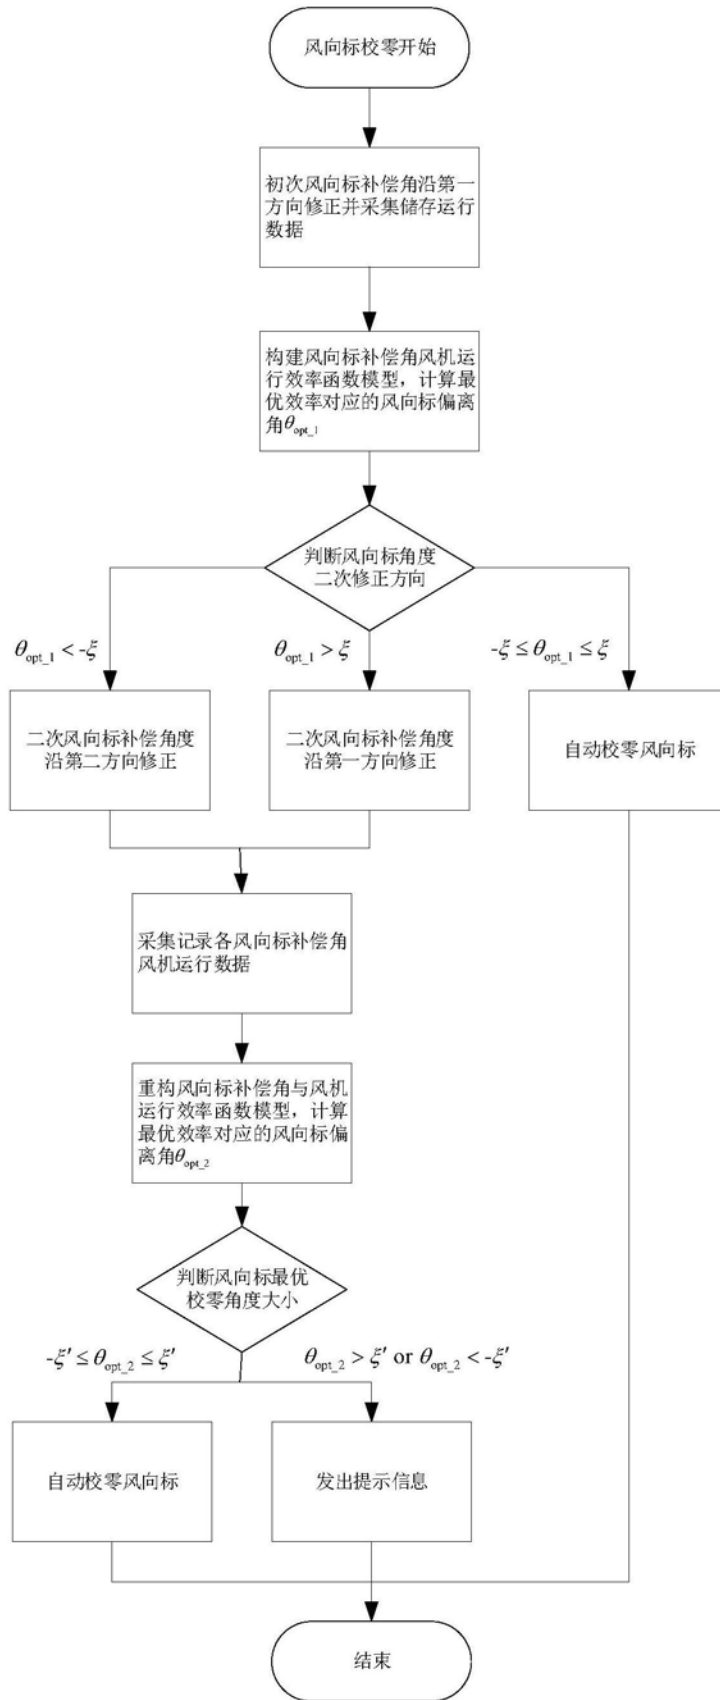 风向标校零开始
初次风向标补偿角沿第一
方向修正并采集储存运行
数据
构建风向标补偿角风机运
行效率函数模型，计算最
优效率对应的风向标偏离
角θopt_1
判断风向标角度
二次修正方向
θopt_1 < -ξ
θopt_1 > ξ
-ξ ≤ θopt_1 ≤ ξ
二次风向标补偿角度
沿第二方向修正
二次风向标补偿角度
沿第一方向修正
自动校零风向标
采集记录各风向标补偿角
风机运行数据
重构风向标补偿角与风机
运行效率函数模型，计算
最优效率对应的风向标偏
离角θopt_2
判断风向标最优
校零角度大小
-ξ′ ≤ θopt_2 ≤ ξ′
θopt_2 > ξ′ or θopt_2 < -ξ′
自动校零风向标
发出提示信息
结束